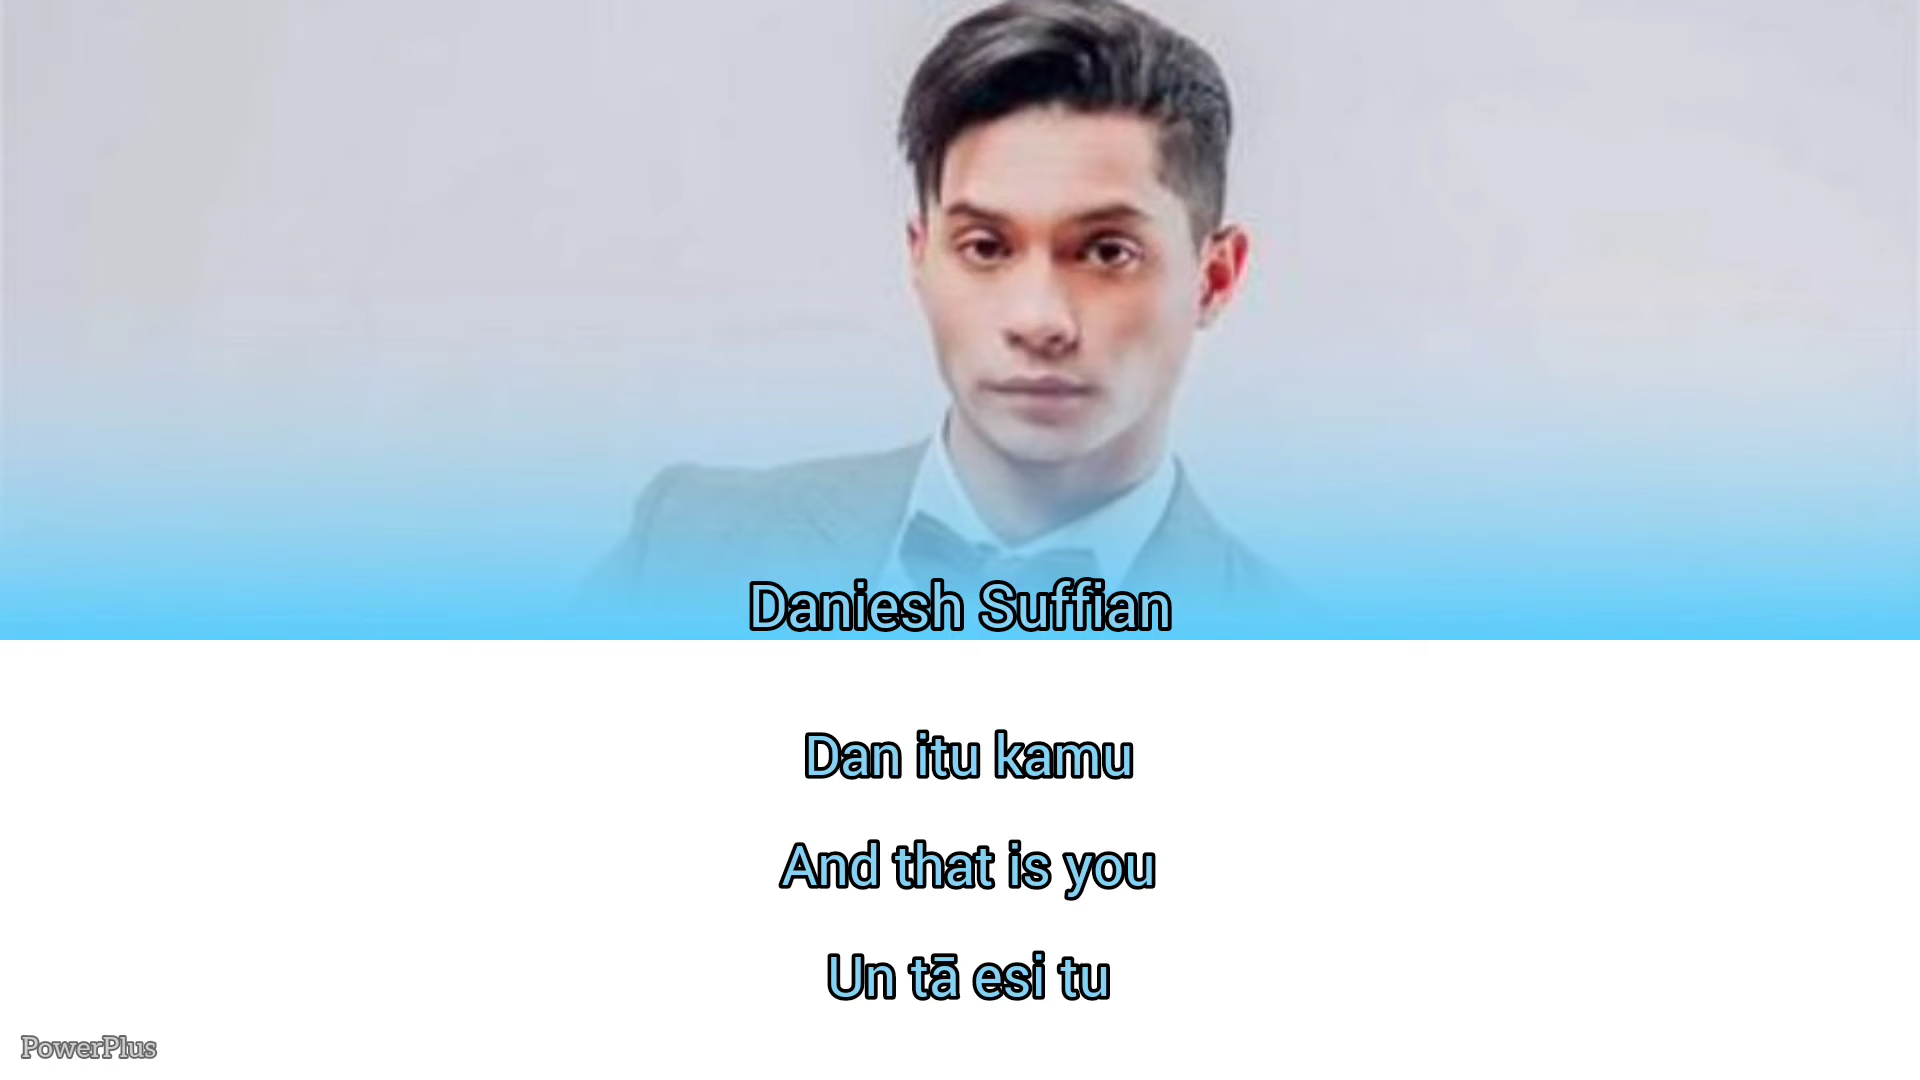 Daniesh Suffian
Dan itu kamu
And that is you
Un tā esi tu
PowerPlus